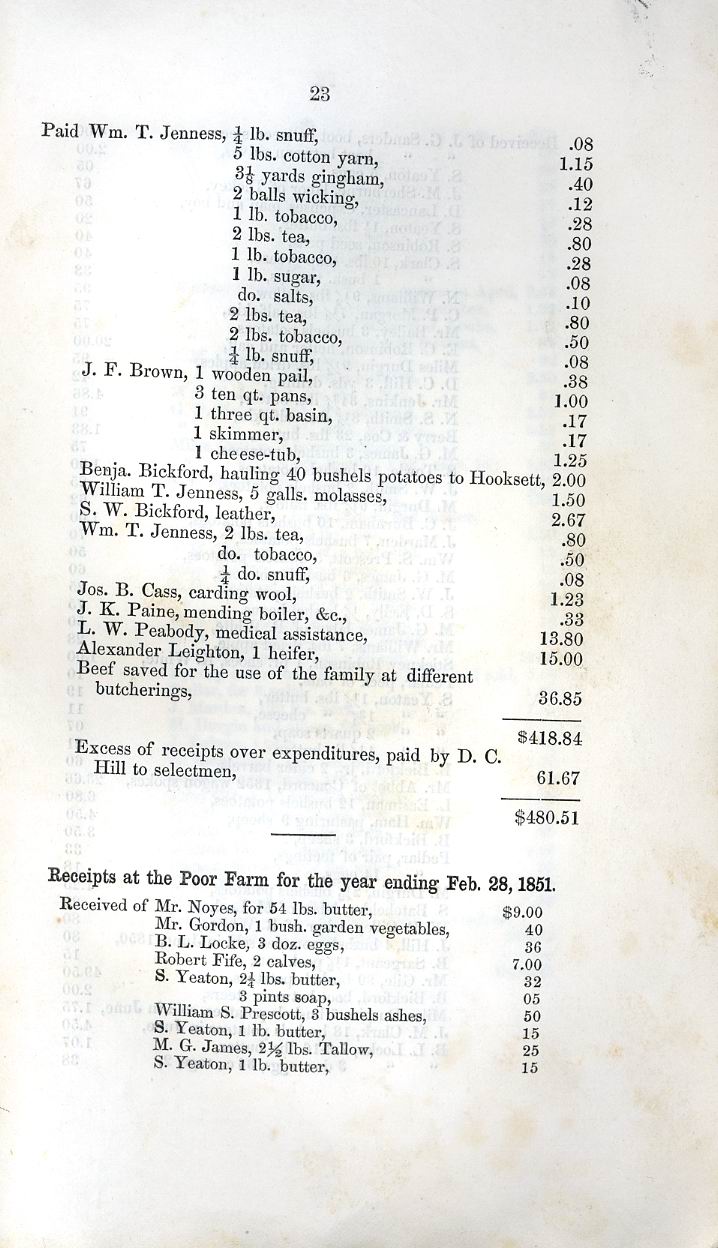 23
Paid Wm. T. Jenness, ¼ lb. snuff, .08
5 lbs. cotton yarn, 1.15
3⅛ yards gingham, .40
2 balls wicking, .12
1 lb. tobacco, .28
2 lbs. tea, .80
1 lb. tobacco, .28
1 lb. sugar, .08
do. salts, .10
2 lbs. tea, .80
2 lbs. tobacco, .50
¼ lb. snuff, .08
J. F. Brown, 1 wooden pail, .38
3 ten qt. pans, 1.00
1 three qt. basin, .17
1 skimmer, .17
1 cheese-tub, 1.25
Benja. Bickford, hauling 40 bushels potatoes to Hooksett, 2.00
William T. Jenness, 5 galls. molasses, 1.50
S. W. Bickford, leather, 2.67
Wm. T. Jenness, 2 lbs. tea, .80
do. tobacco, .50
¼ do. snuff, .08
Jos. B. Cass, carding wool, 1.23
J. K. Paine, mending boiler, &c., .33
L. W. Peabody, medical assistance, 13.80
Alexander Leighton, 1 heifer, 15.00
Beef saved for the use of the family at different
butcherings, 36.85
$418.84
Excess of receipts over expenditures, paid by D. C.
Hill to selectmen, 61.67
$480.51
Receipts at the Poor Farm for the year ending Feb. 28, 1851.
Received of Mr. Noyes, for 54 lbs. butter, $9.00
Mr. Gordon, 1 bush. garden vegetables, 40
B. L. Locke, 3 doz. eggs, 36
Robert Fife, 2 calves, 7.00
S. Yeaton, 2¼ lbs. butter, 32
3 pints soap, 05
William S. Prescott, 3 bushels ashes, 50
S. Yeaton, 1 lb. butter, 15
M. G. James, 2½ lbs. Tallow, 25
S. Yeaton, 1 lb. butter, 15